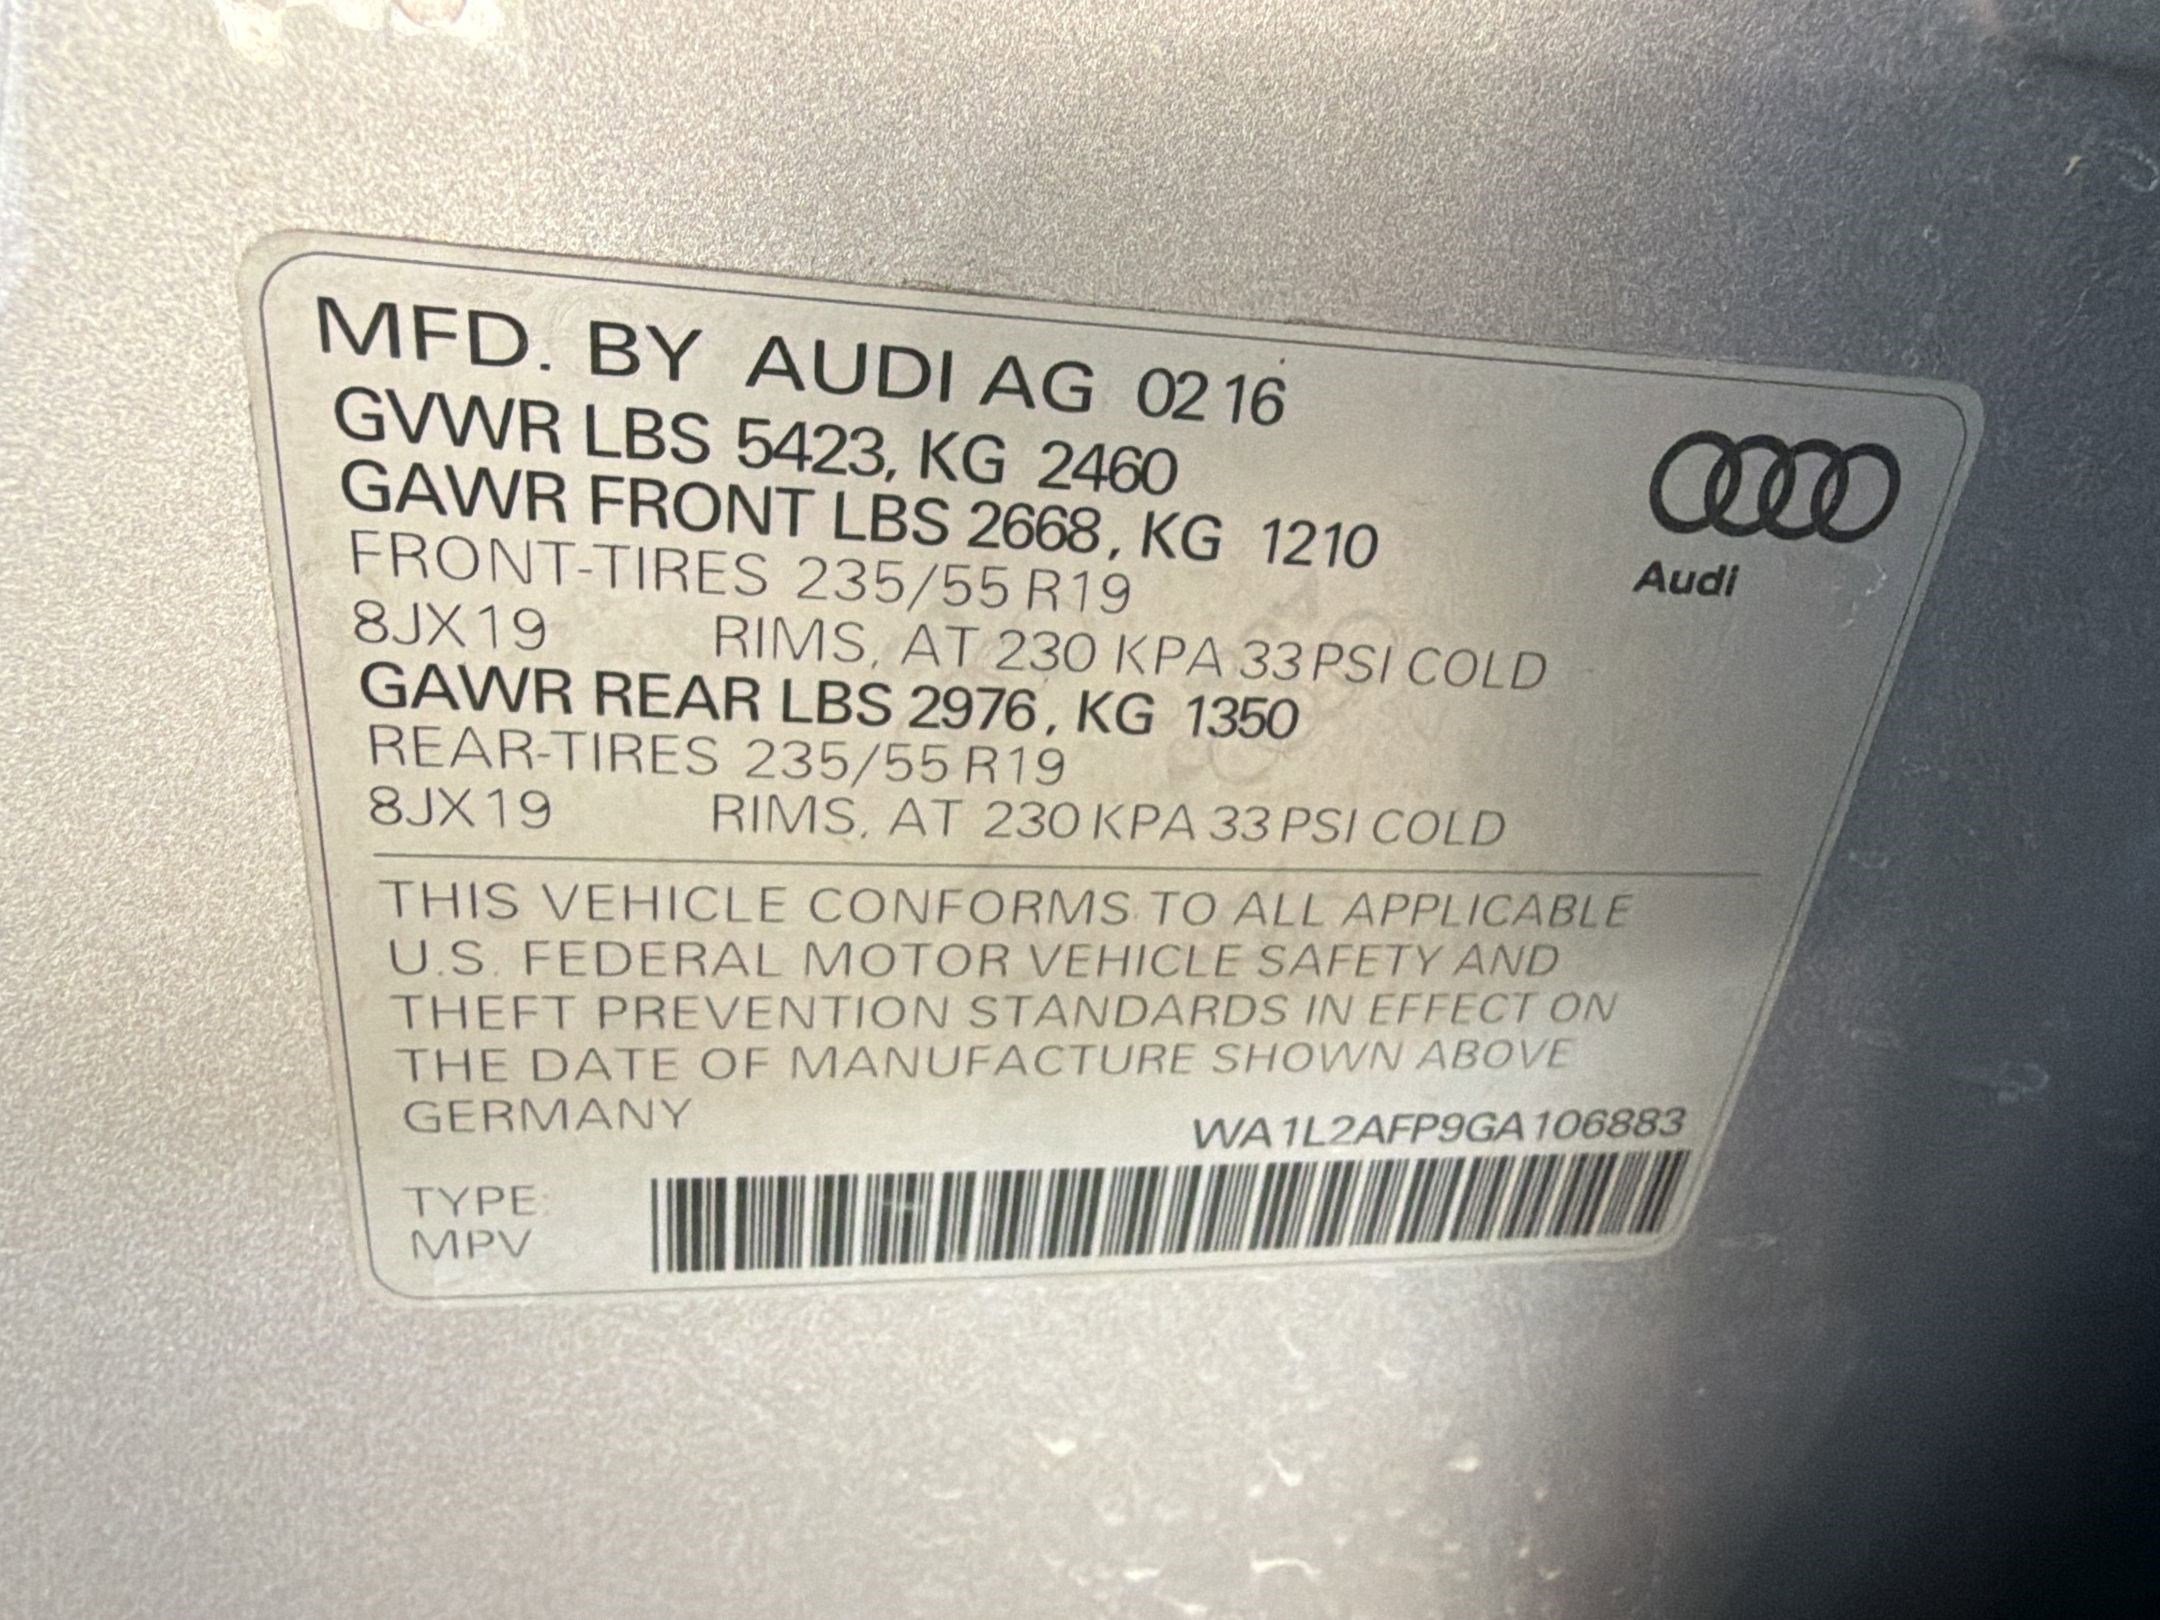 MFD. BY AUDI AG 02 16
GVWR LBS 5423, KG 2460
GAWR FRONT LBS 2668, KG 1210
FRONT-TIRES 235/55 R19
8JX19 RIMS, AT 230 KPA 33 PSI COLD
GAWR REAR LBS 2976, KG 1350
REAR-TIRES 235/55 R19
8JX19 RIMS, AT 230 KPA 33 PSI COLD
Audi
THIS VEHICLE CONFORMS TO ALL APPLICABLE
U.S. FEDERAL MOTOR VEHICLE SAFETY AND
THEFT PREVENTION STANDARDS IN EFFECT ON
THE DATE OF MANUFACTURE SHOWN ABOVE
GERMANY
WA1L2AFP9GA106883
TYPE:
MPV